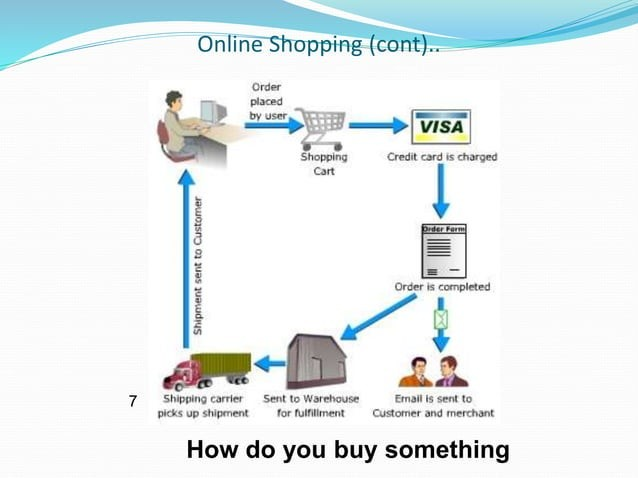 Online Shopping (cont)..
Order
placed
by user
Shopping
Cart
VISA
Credit card is charged
Order Form
Order is completed
Shipment sent to Customer
7
Shipping carrier
picks up shipment
Sent to Warehouse
for fulfillment
Email is sent to
Customer and merchant
How do you buy something